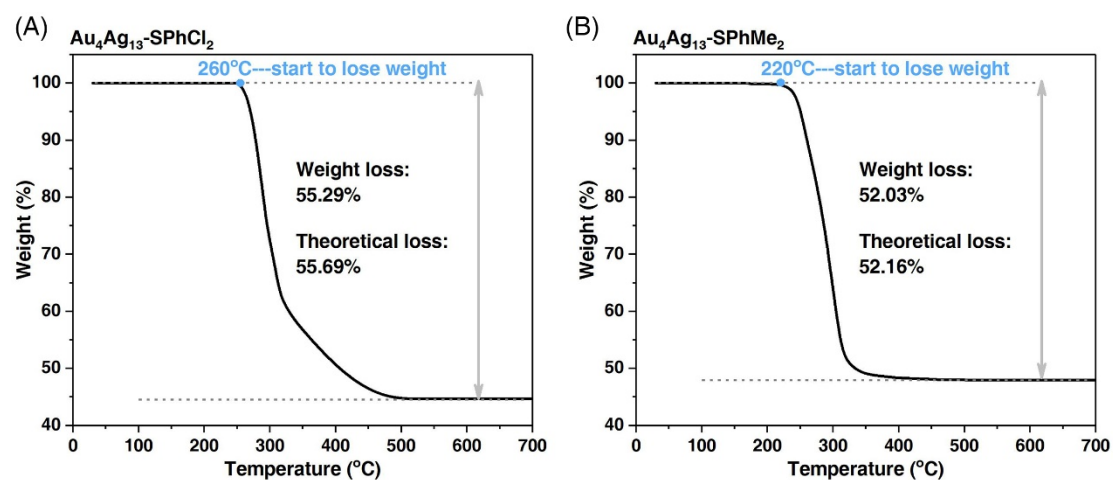 (A)
Au₄Ag₁₃-SPhCl₂
260°C---start to lose weight
Weight loss:
55.29%
Theoretical loss:
55.69%
Weight (%)
100
90
80
70
60
50
40
0 100 200 300 400 500 600 700
Temperature (°C)
(B)
Au₄Ag₁₃-SPhMe₂
220°C---start to lose weight
Weight loss:
52.03%
Theoretical loss:
52.16%
Weight (%)
100
90
80
70
60
50
40
0 100 200 300 400 500 600 700
Temperature (°C)